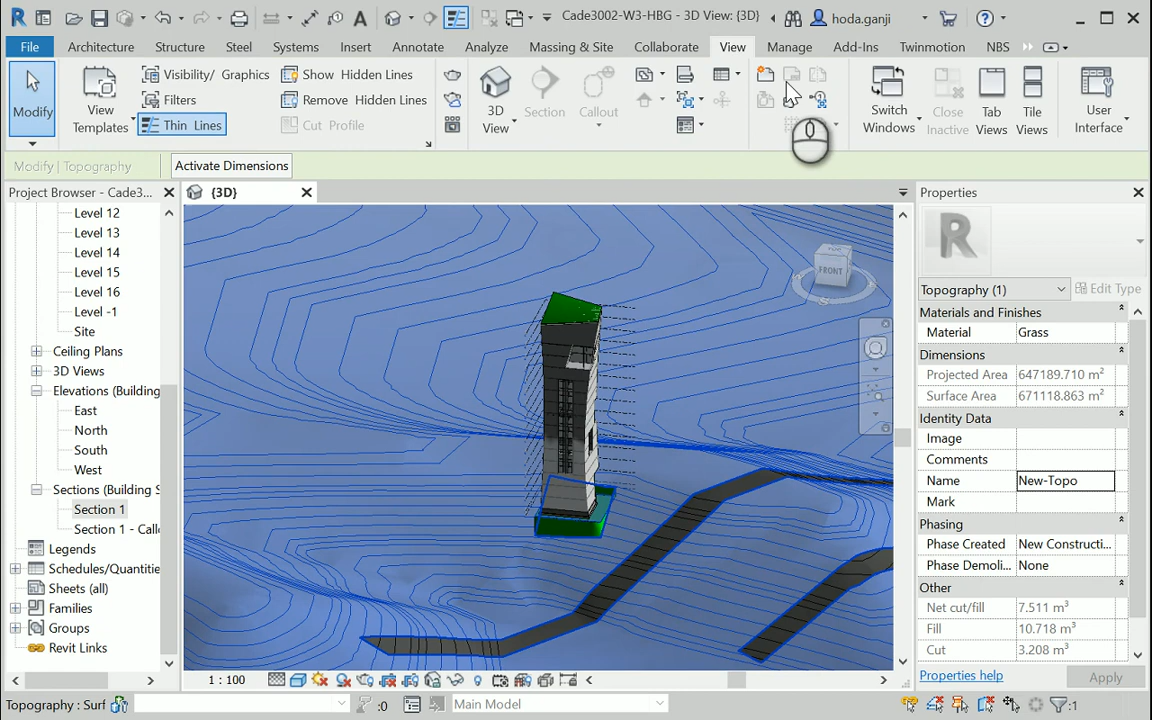 Cade3002-W3-HBG - 3D View: {3D}
hoda.ganji
File Architecture Structure Steel Systems Insert Annotate Analyze Massing & Site Collaborate View Manage Add-Ins Twinmotion NBS
Modify
View
Templates
Visibility/ Graphics
Filters
Thin Lines
Show Hidden Lines
Remove Hidden Lines
Cut Profile
3D
View
Section
Callout
Switch
Windows
Close
Inactive
Tab
Views
Tile
Views
User
Interface
Modify | Topography
Activate Dimensions
Project Browser - Cade3...
{3D}
Properties
Level 12
Level 13
Level 14
Level 15
Level 16
Level -1
Site
Ceiling Plans
3D Views
Elevations (Building
East
North
South
West
Sections (Building S
Section 1
Section 1 - Call
Legends
Schedules/Quantitie
Sheets (all)
Families
Groups
Revit Links
FRONT
Topography (1)
Edit Type
Materials and Finishes
Material Grass
Dimensions
Projected Area 647189.710 m²
Surface Area 671118.863 m²
Identity Data
Image
Comments
Name New-Topo
Mark
Phasing
Phase Created New Constructi...
Phase Demoli... None
Other
Net cut/fill 7.511 m³
Fill 10.718 m³
Cut 3.208 m³
Properties help
Apply
1 : 100
Topography : Surf
:0
Main Model
:1